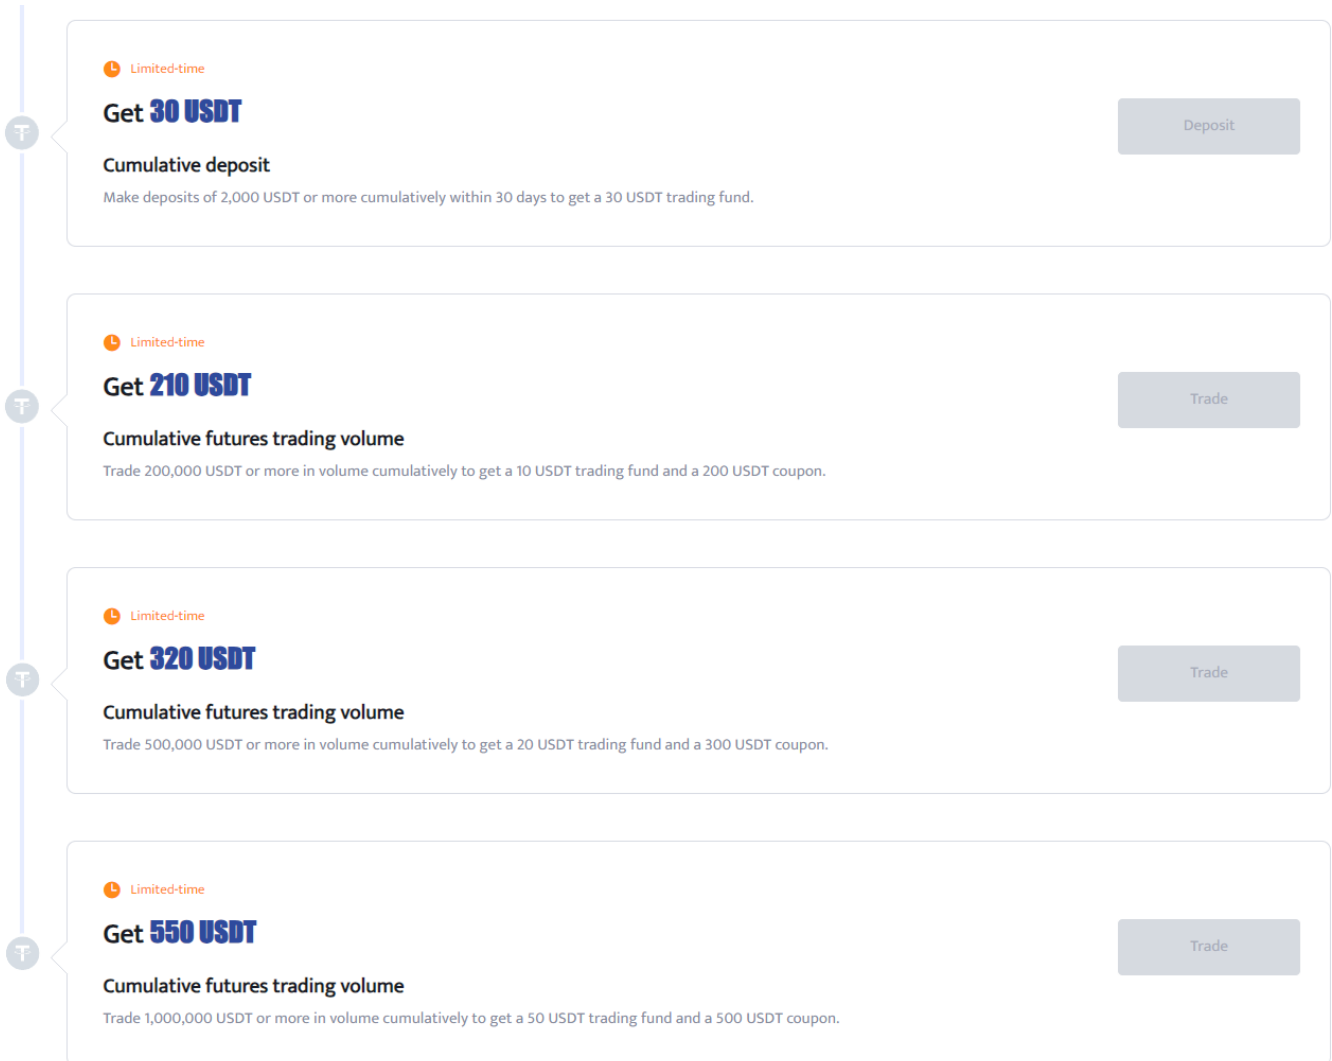 Limited-time
Get 30 USDT
Deposit
Cumulative deposit
Make deposits of 2,000 USDT or more cumulatively within 30 days to get a 30 USDT trading fund.
Limited-time
Get 210 USDT
Trade
Cumulative futures trading volume
Trade 200,000 USDT or more in volume cumulatively to get a 10 USDT trading fund and a 200 USDT coupon.
Limited-time
Get 320 USDT
Trade
Cumulative futures trading volume
Trade 500,000 USDT or more in volume cumulatively to get a 20 USDT trading fund and a 300 USDT coupon.
Limited-time
Get 550 USDT
Trade
Cumulative futures trading volume
Trade 1,000,000 USDT or more in volume cumulatively to get a 50 USDT trading fund and a 500 USDT coupon.